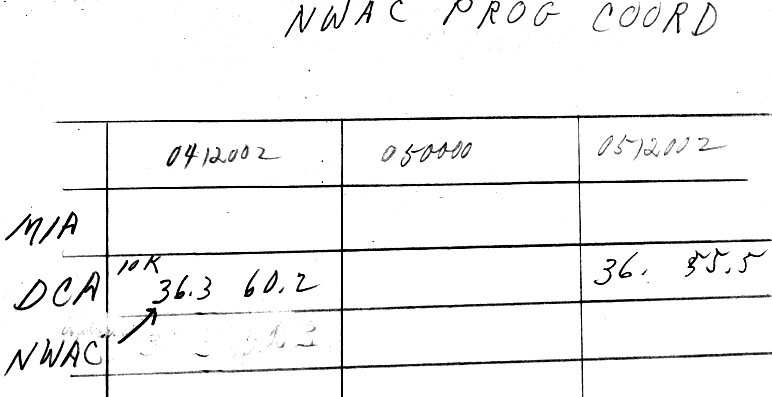 NWAC PROG COORD
041200Z 050000 051200Z
MIA
10K
DCA 36.3 60.2 36. 55.5
NWAC